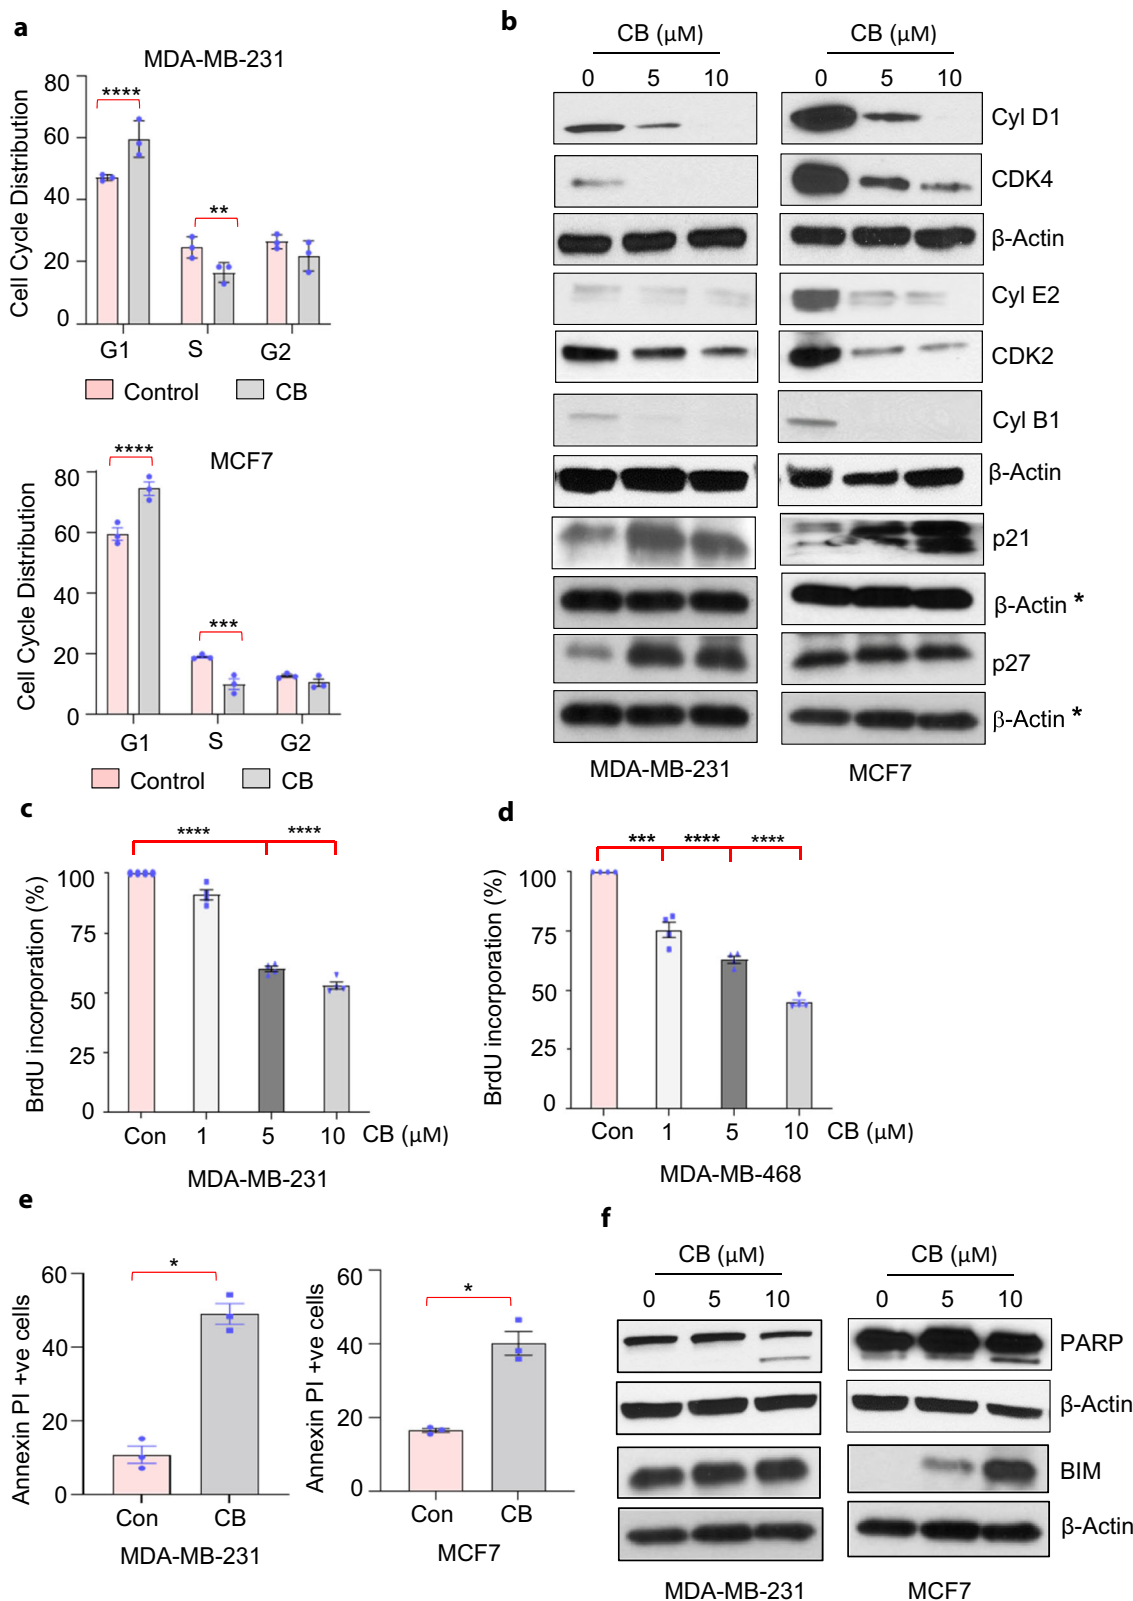 a
MDA-MB-231
****
**
Cell Cycle Distribution
80
60
40
20
0
G1 S G2
Control CB
MCF7
****
***
Cell Cycle Distribution
80
60
40
20
0
G1 S G2
Control CB
b
CB (μM) CB (μM)
0 5 10 0 5 10
Cyl D1
CDK4
β-Actin
Cyl E2
CDK2
Cyl B1
β-Actin
p21
β-Actin *
p27
β-Actin *
MDA-MB-231 MCF7
c
**** ****
BrdU incorporation (%)
100
75
50
25
0
Con 1 5 10 CB (μM)
MDA-MB-231
d
*** **** ****
BrdU incorporation (%)
100
75
50
25
0
Con 1 5 10 CB (μM)
MDA-MB-468
e
*
Annexin PI +ve cells
60
40
20
0
Con CB
MDA-MB-231
*
Annexin PI +ve cells
60
40
20
0
Con CB
MCF7
f
CB (μM) CB (μM)
0 5 10 0 5 10
PARP
β-Actin
BIM
β-Actin
MDA-MB-231 MCF7